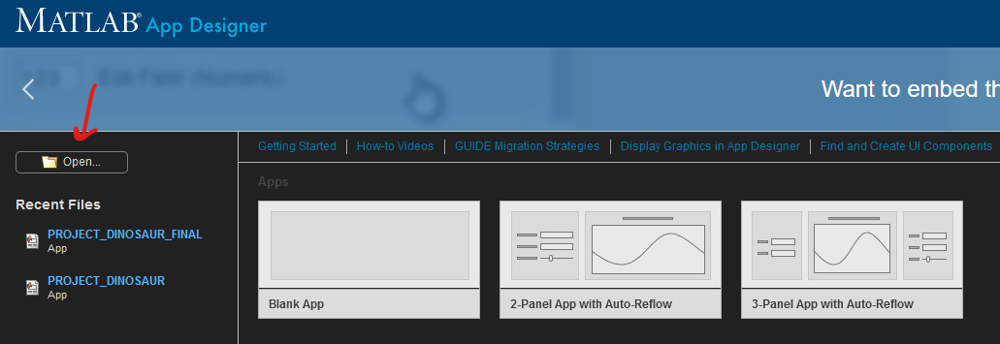 MATLAB® App Designer
123 Edit Field (Numeric)
Want to embed th
Open...
Getting Started | How-to Videos | GUIDE Migration Strategies | Display Graphics in App Designer | Find and Create UI Components
Apps
Recent Files
PROJECT_DINOSAUR_FINAL
App
PROJECT_DINOSAUR
App
Blank App
2-Panel App with Auto-Reflow
3-Panel App with Auto-Reflow